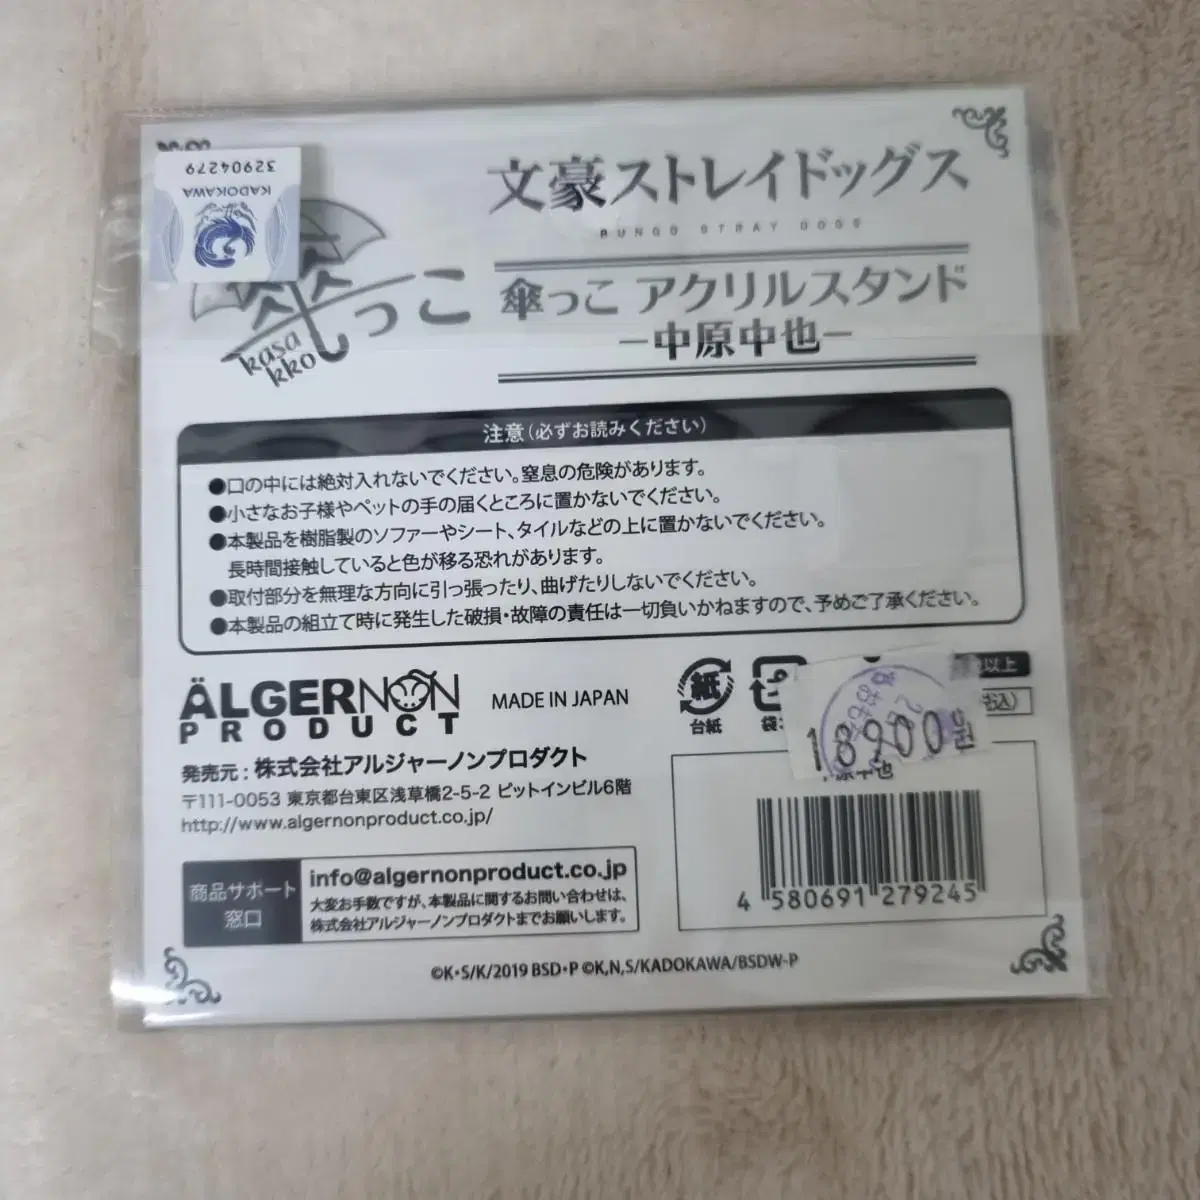 32904279
KADOKAWA
文豪ストレイドッグス
BUNGO STRAY DOGS
っこ
kasa
kko
傘っこ アクリルスタンド
ー中原中也ー
注意(必ずお読みください)
●口の中には絶対入れないでください。窒息の危険があります。
●小さなお子様やペットの手の届くところに置かないでください。
●本製品を樹脂製のソファーやシート、タイルなどの上に置かないでください。
長時間接触していると色が移る恐れがあります。
●取付部分を無理な方向に引っ張ったり、曲げたりしないでください。
●本製品の組立て時に発生した破損・故障の責任は一切負いかねますので、予めご了承ください。
ÄLGERNON
PRODUCT
MADE IN JAPAN
紙
台紙
袋:
以上
込)
18900원
中原中也
発売元:株式会社アルジャーノンプロダクト
〒111-0053 東京都台東区浅草橋2-5-2 ピットインビル6階
http://www.algernonproduct.co.jp/
商品サポート
窓口
info@algernonproduct.co.jp
大変お手数ですが、本製品に関するお問い合わせは、
株式会社アルジャーノンプロダクトまでお願いします。
4 580691 279245
©K・S/K/2019 BSD・P ©K,N,S/KADOKAWA/BSDW-P